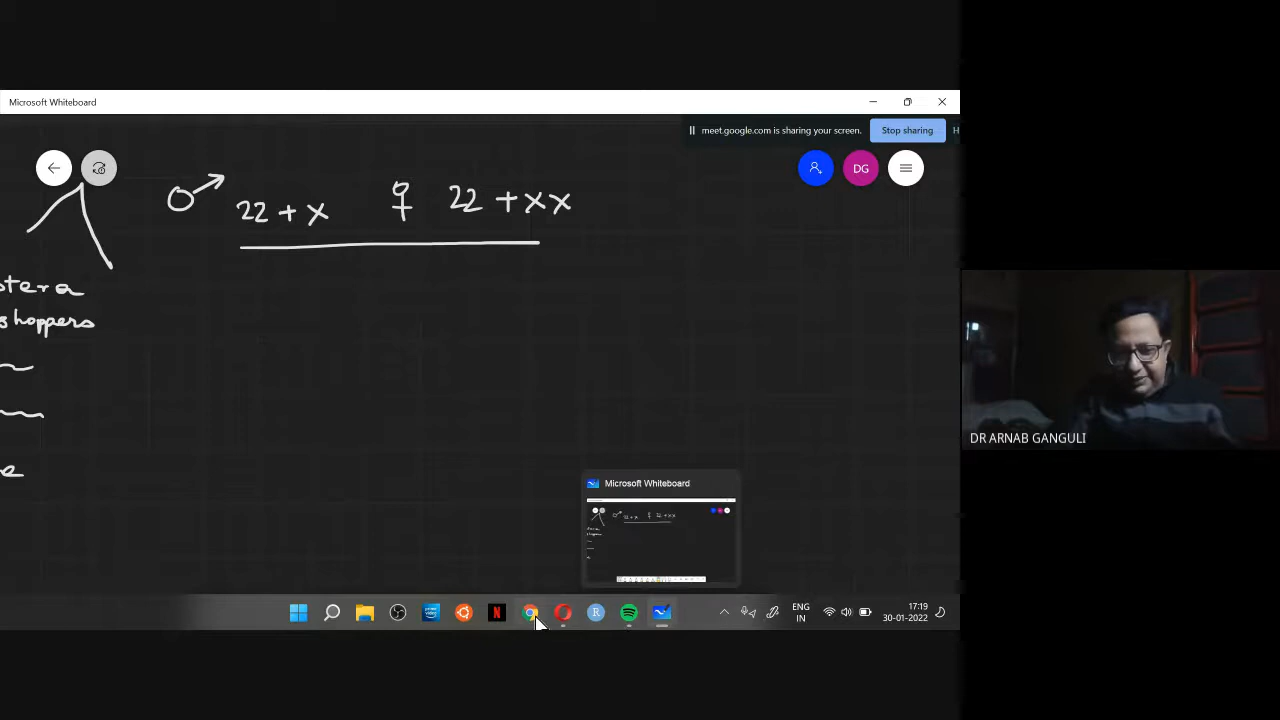 Microsoft Whiteboard
meet.google.com is sharing your screen.
Stop sharing
H
DG
22 + x ♀ 22 + xx
tera
shoppers
e
DR ARNAB GANGULI
Microsoft Whiteboard
ENG
IN
17:19
30-01-2022